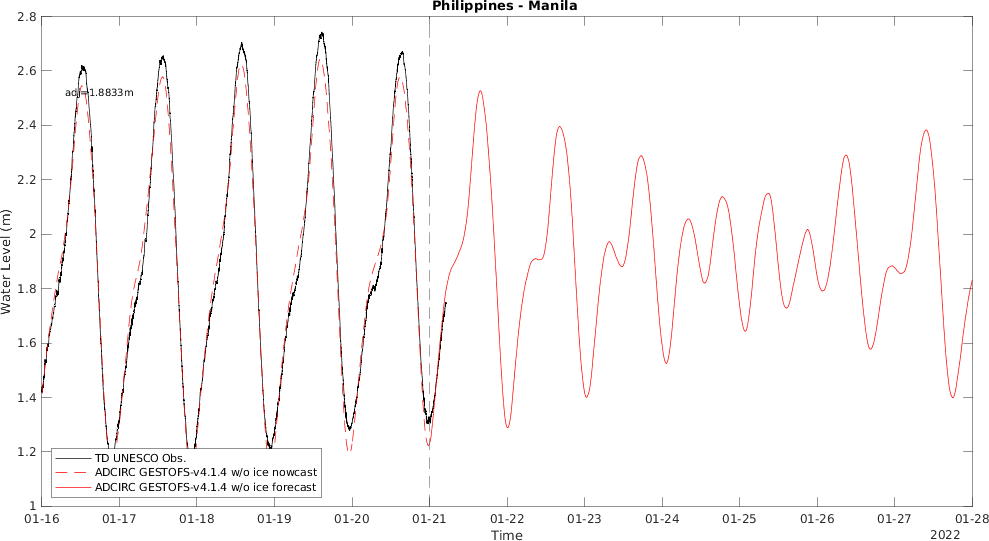 Philippines - Manila
2.8
2.6
2.4
2.2
2
1.8
1.6
1.4
1.2
1
Water Level (m)
adj=1.8833m
TD UNESCO Obs.
ADCIRC GESTOFS-v4.1.4 w/o ice nowcast
ADCIRC GESTOFS-v4.1.4 w/o ice forecast
01-16 01-17 01-18 01-19 01-20 01-21 01-22 01-23 01-24 01-25 01-26 01-27 01-28
Time
2022